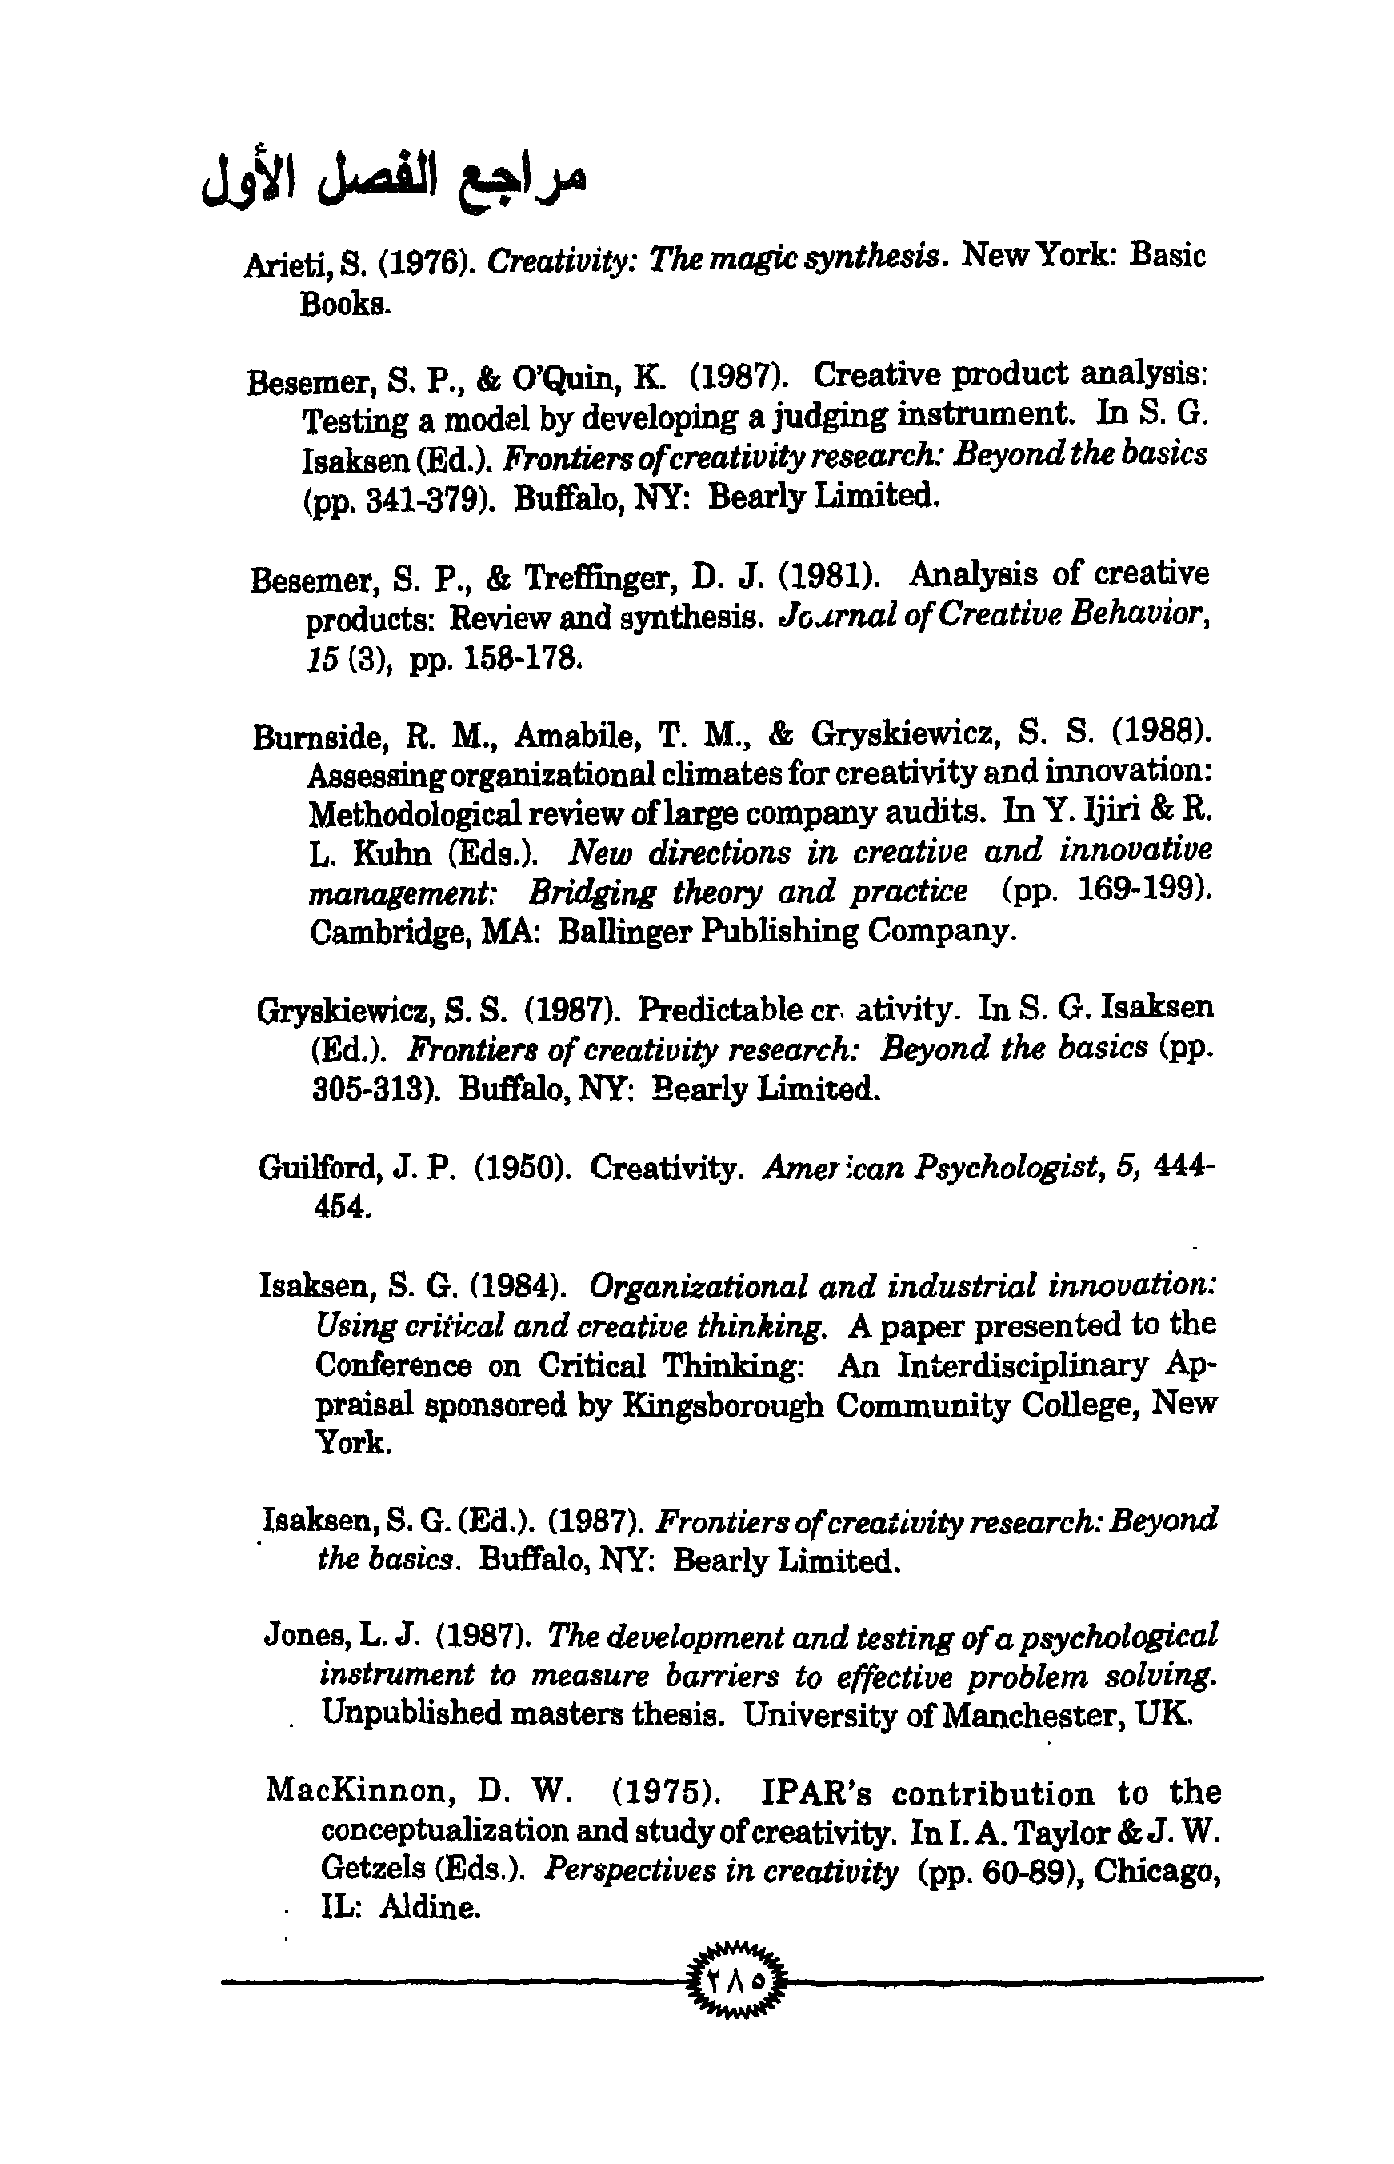 مراجع الفصل الأول
Arieti, S. (1976). Creativity: The magic synthesis. New York: Basic
Books.
Besemer, S. P., & O'Quin, K. (1987). Creative product analysis:
Testing a model by developing a judging instrument. In S. G.
Isaksen (Ed.). Frontiers of creativity research: Beyond the basics
(pp. 341-379). Buffalo, NY: Bearly Limited.
Besemer, S. P., & Treffinger, D. J. (1981). Analysis of creative
products: Review and synthesis. Journal of Creative Behavior,
15 (3), pp. 158-178.
Burnside, R. M., Amabile, T. M., & Gryskiewicz, S. S. (1988).
Assessing organizational climates for creativity and innovation:
Methodological review of large company audits. In Y. Ijiri & R.
L. Kuhn (Eds.). New directions in creative and innovative
management: Bridging theory and practice (pp. 169-199).
Cambridge, MA: Ballinger Publishing Company.
Gryskiewicz, S. S. (1987). Predictable creativity. In S. G. Isaksen
(Ed.). Frontiers of creativity research: Beyond the basics (pp.
305-313). Buffalo, NY: Bearly Limited.
Guilford, J. P. (1950). Creativity. American Psychologist, 5, 444-
454.
Isaksen, S. G. (1984). Organizational and industrial innovation:
Using critical and creative thinking. A paper presented to the
Conference on Critical Thinking: An Interdisciplinary Ap-
praisal sponsored by Kingsborough Community College, New
York.
Isaksen, S. G. (Ed.). (1987). Frontiers of creativity research: Beyond
the basics. Buffalo, NY: Bearly Limited.
Jones, L. J. (1987). The development and testing of a psychological
instrument to measure barriers to effective problem solving.
Unpublished masters thesis. University of Manchester, UK.
MacKinnon, D. W. (1975). IPAR's contribution to the
conceptualization and study of creativity. In I. A. Taylor & J. W.
Getzels (Eds.). Perspectives in creativity (pp. 60-89), Chicago,
IL: Aldine.
٢٨٥